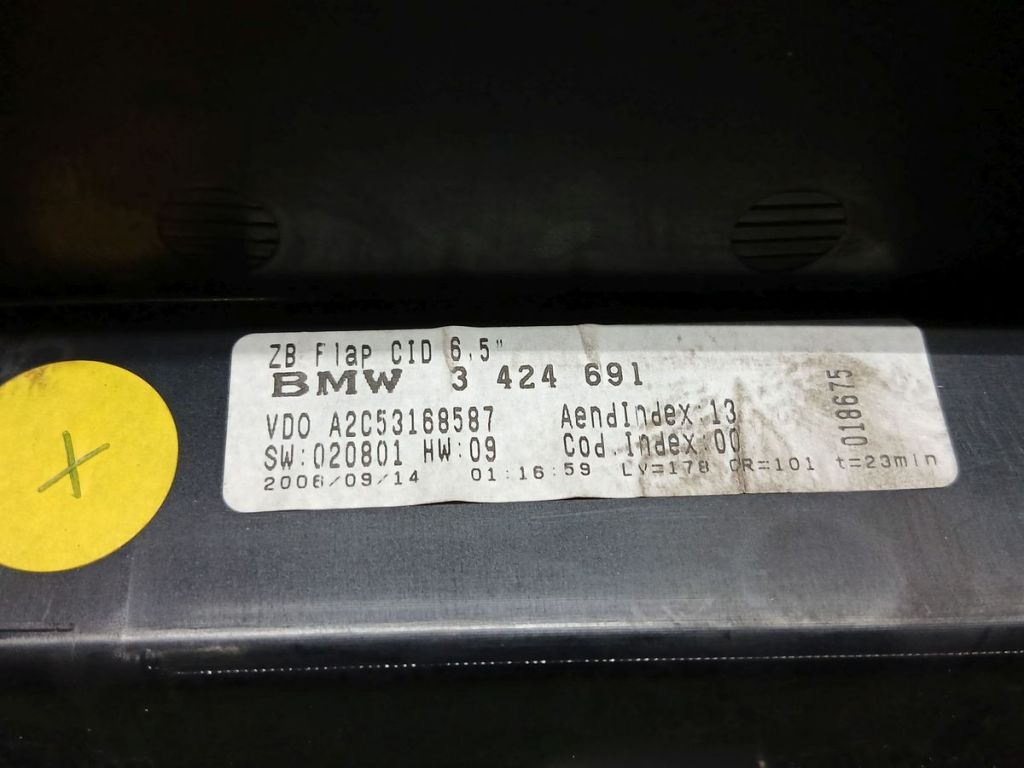 ZB Flap CID 6,5"
BMW 3 424 691
VDO A2C53168587 AendIndex:13
SW:020801 HW:09 Cod.Index:00
2006/09/14 01:16:59 LV=178 CR=101 t=23min
018675
X